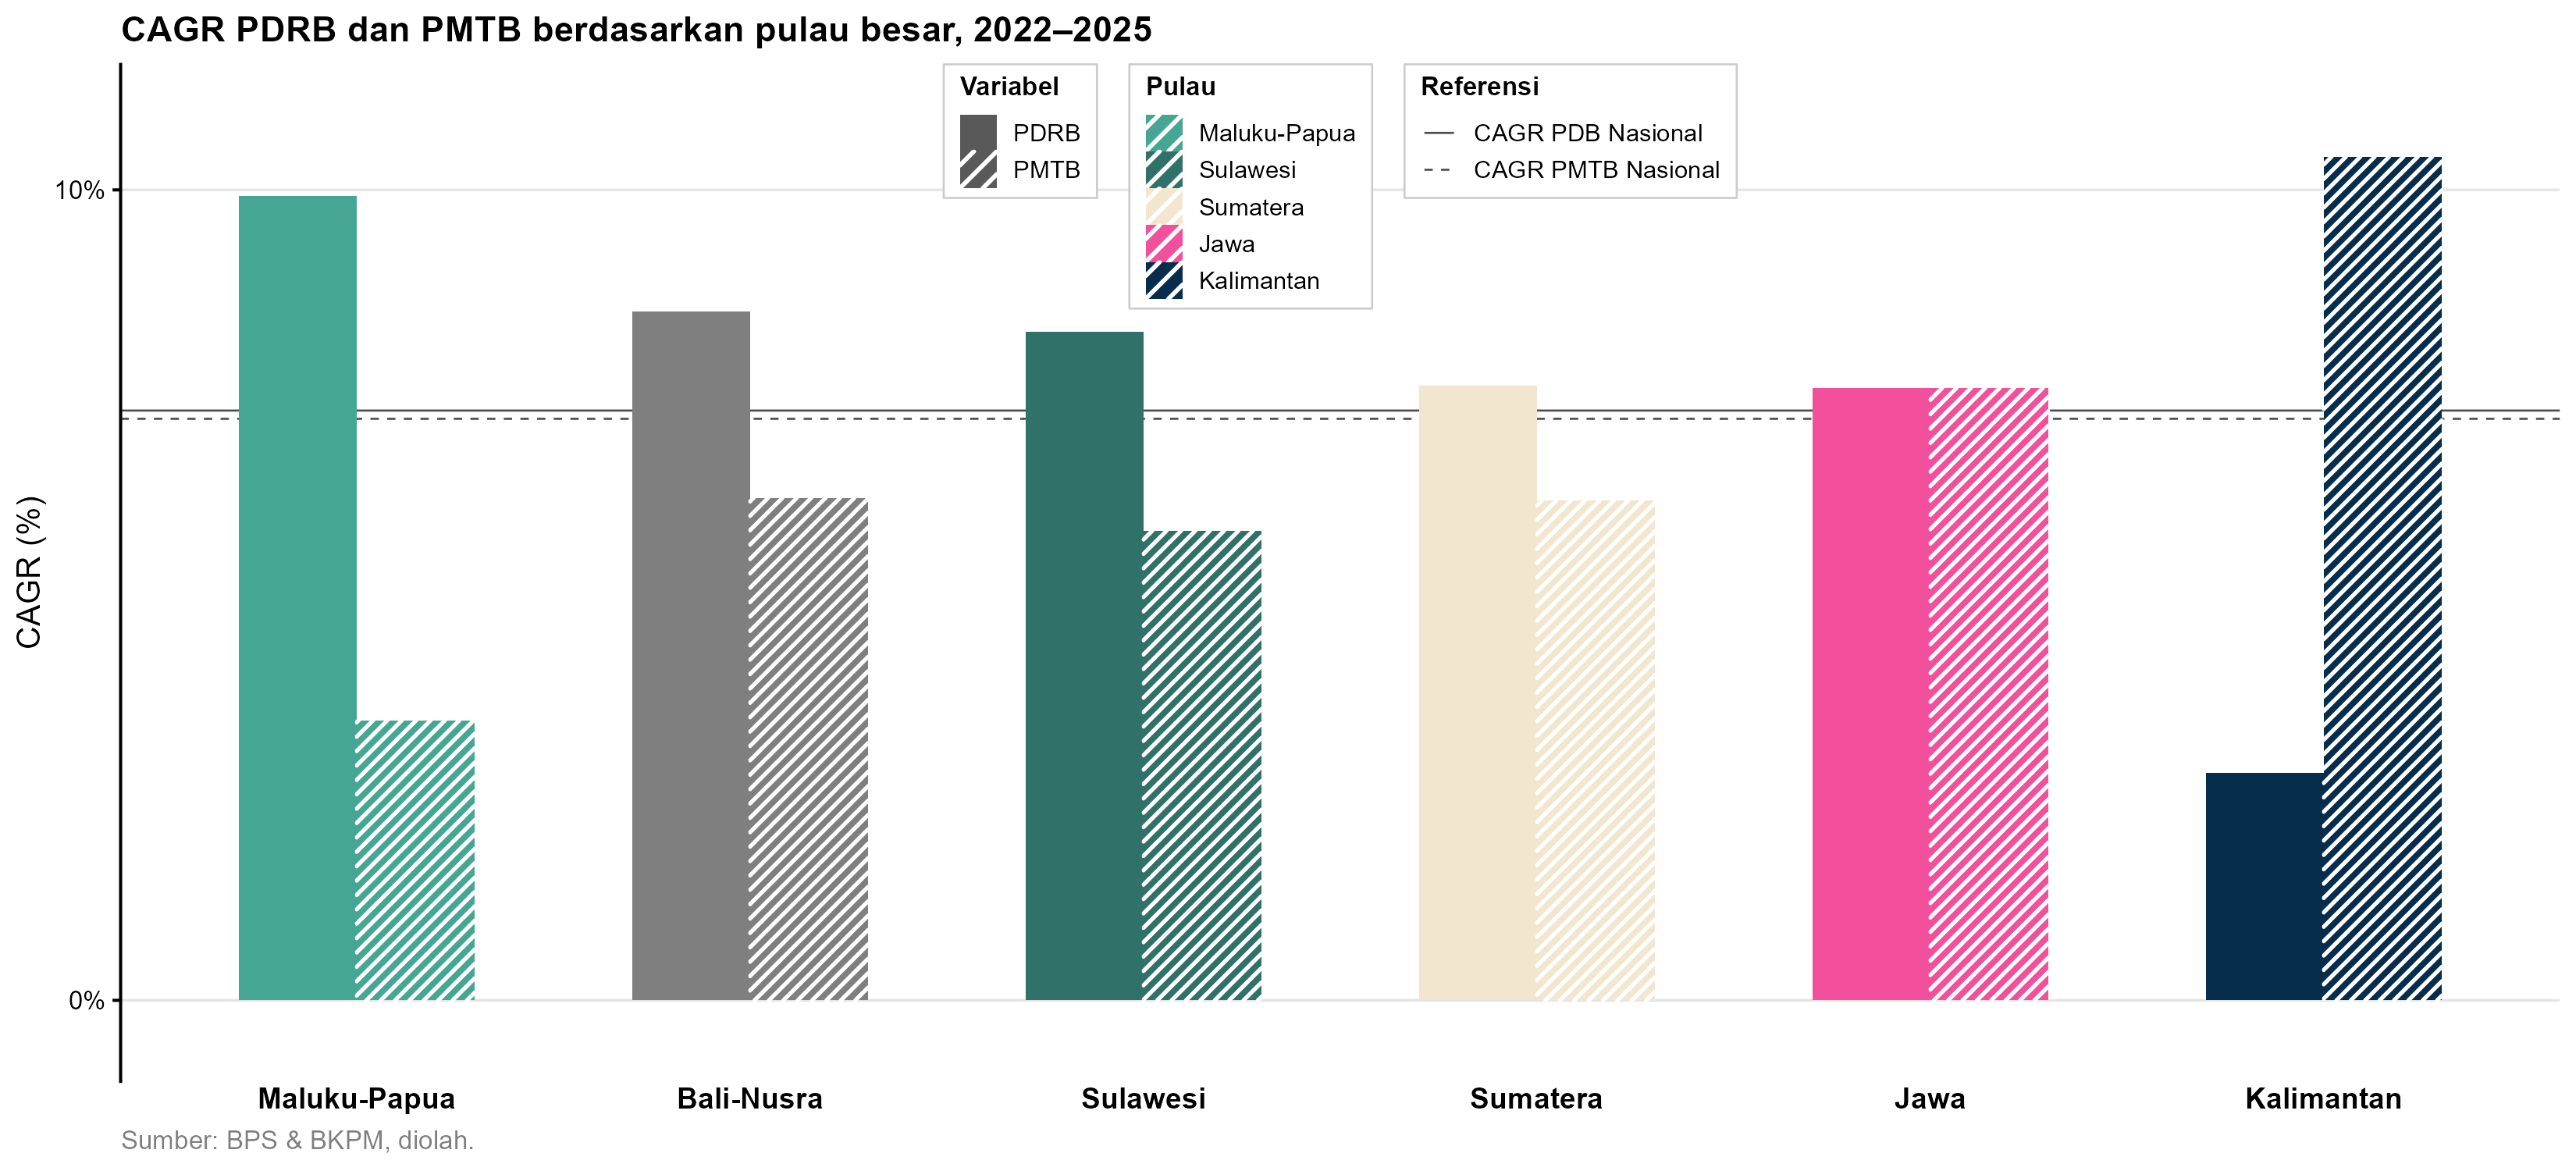 CAGR PDRB dan PMTB berdasarkan pulau besar, 2022–2025
Variabel
PDRB
PMTB
Pulau
Maluku-Papua
Sulawesi
Sumatera
Jawa
Kalimantan
Referensi
CAGR PDB Nasional
CAGR PMTB Nasional
CAGR (%)
10%
0%
Maluku-Papua
Bali-Nusra
Sulawesi
Sumatera
Jawa
Kalimantan
Sumber: BPS & BKPM, diolah.